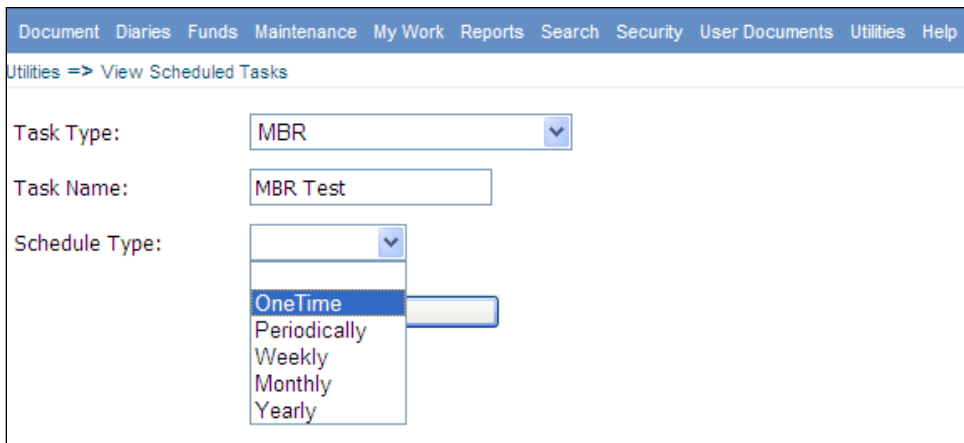 Document Diaries Funds Maintenance My Work Reports Search Security User Documents Utilities Help
Utilities => View Scheduled Tasks
Task Type: MBR
Task Name: MBR Test
Schedule Type:
OneTime
Periodically
Weekly
Monthly
Yearly